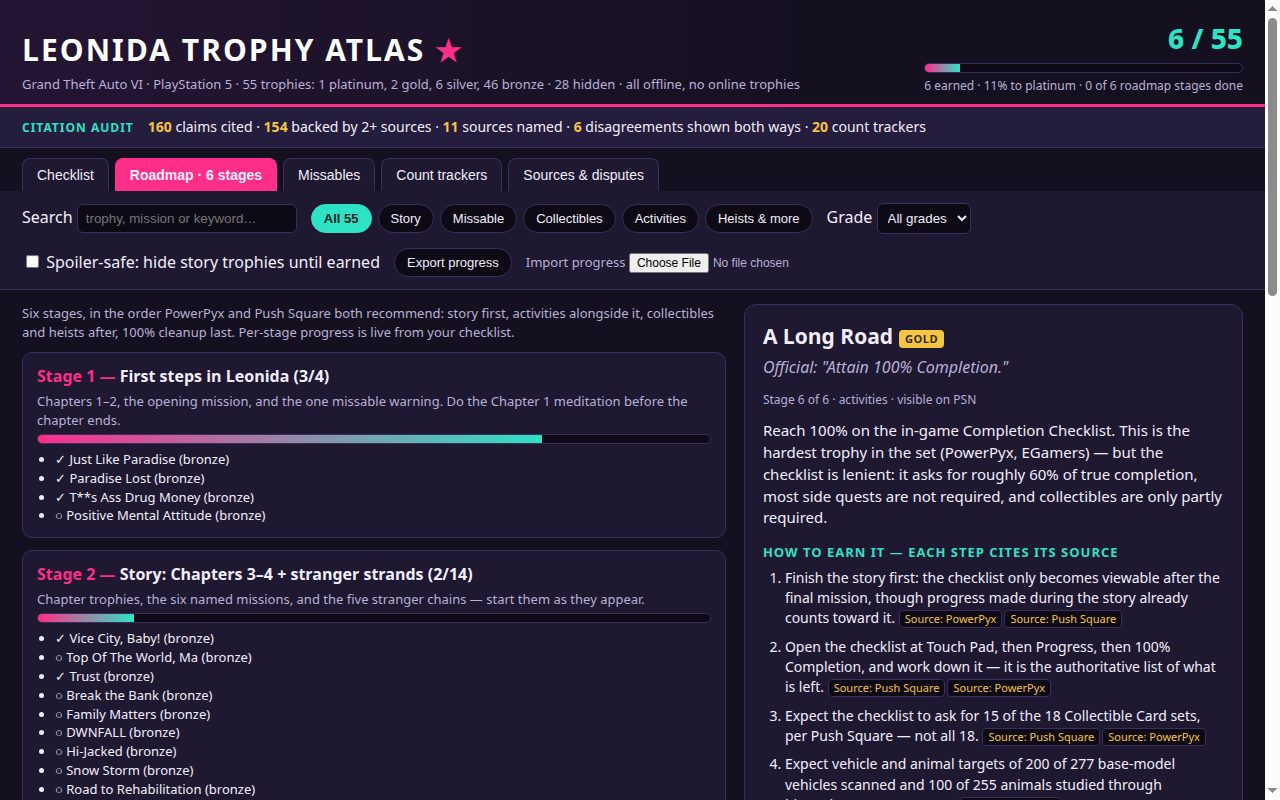 LEONIDA TROPHY ATLAS ★
Grand Theft Auto VI · PlayStation 5 · 55 trophies: 1 platinum, 2 gold, 6 silver, 46 bronze · 28 hidden · all offline, no online trophies
6 / 55
6 earned · 11% to platinum · 0 of 6 roadmap stages done
CITATION AUDIT 160 claims cited · 154 backed by 2+ sources · 11 sources named · 6 disagreements shown both ways · 20 count trackers
Checklist Roadmap · 6 stages Missables Count trackers Sources & disputes
Search trophy, mission or keyword… All 55 Story Missable Collectibles Activities Heists & more Grade All grades
Spoiler-safe: hide story trophies until earned Export progress Import progress Choose File No file chosen
Six stages, in the order PowerPyx and Push Square both recommend: story first, activities alongside it, collectibles
and heists after, 100% cleanup last. Per-stage progress is live from your checklist.
Stage 1 — First steps in Leonida (3/4)
Chapters 1–2, the opening mission, and the one missable warning. Do the Chapter 1 meditation before the
chapter ends.
• ✓ Just Like Paradise (bronze)
• ✓ Paradise Lost (bronze)
• ✓ T**s Ass Drug Money (bronze)
• ○ Positive Mental Attitude (bronze)
Stage 2 — Story: Chapters 3–4 + stranger strands (2/14)
Chapter trophies, the six named missions, and the five stranger chains — start them as they appear.
• ✓ Vice City, Baby! (bronze)
• ○ Top Of The World, Ma (bronze)
• ✓ Trust (bronze)
• ○ Break the Bank (bronze)
• ○ Family Matters (bronze)
• ○ DWNFALL (bronze)
• ○ Hi-Jacked (bronze)
• ○ Snow Storm (bronze)
• ○ Road to Rehabilitation (bronze)
A Long Road GOLD
Official: "Attain 100% Completion."
Stage 6 of 6 · activities · visible on PSN
Reach 100% on the in-game Completion Checklist. This is the
hardest trophy in the set (PowerPyx, EGamers) — but the
checklist is lenient: it asks for roughly 60% of true completion,
most side quests are not required, and collectibles are only partly
required.
HOW TO EARN IT — EACH STEP CITES ITS SOURCE
1. Finish the story first: the checklist only becomes viewable after the
final mission, though progress made during the story already
counts toward it. Source: PowerPyx Source: Push Square
2. Open the checklist at Touch Pad, then Progress, then 100%
Completion, and work down it — it is the authoritative list of what
is left. Source: Push Square Source: PowerPyx
3. Expect the checklist to ask for 15 of the 18 Collectible Card sets,
per Push Square — not all 18. Source: Push Square Source: PowerPyx
4. Expect vehicle and animal targets of 200 of 277 base-model
vehicles scanned and 100 of 255 animals studied through